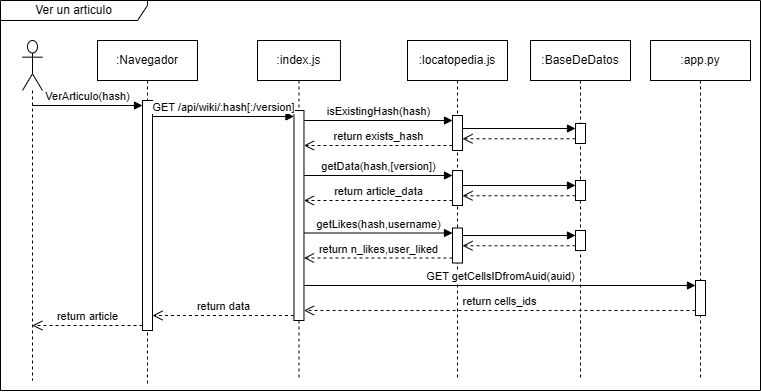 Ver un articulo
:Navegador
:index.js
:locatopedia.js
:BaseDeDatos
:app.py
VerArticulo(hash)
GET /api/wiki/:hash[:/version]
isExistingHash(hash)
return exists_hash
getData(hash,[version])
return article_data
getLikes(hash,username)
return n_likes,user_liked
GET getCellsIDfromAuid(auid)
return cells_ids
return data
return article